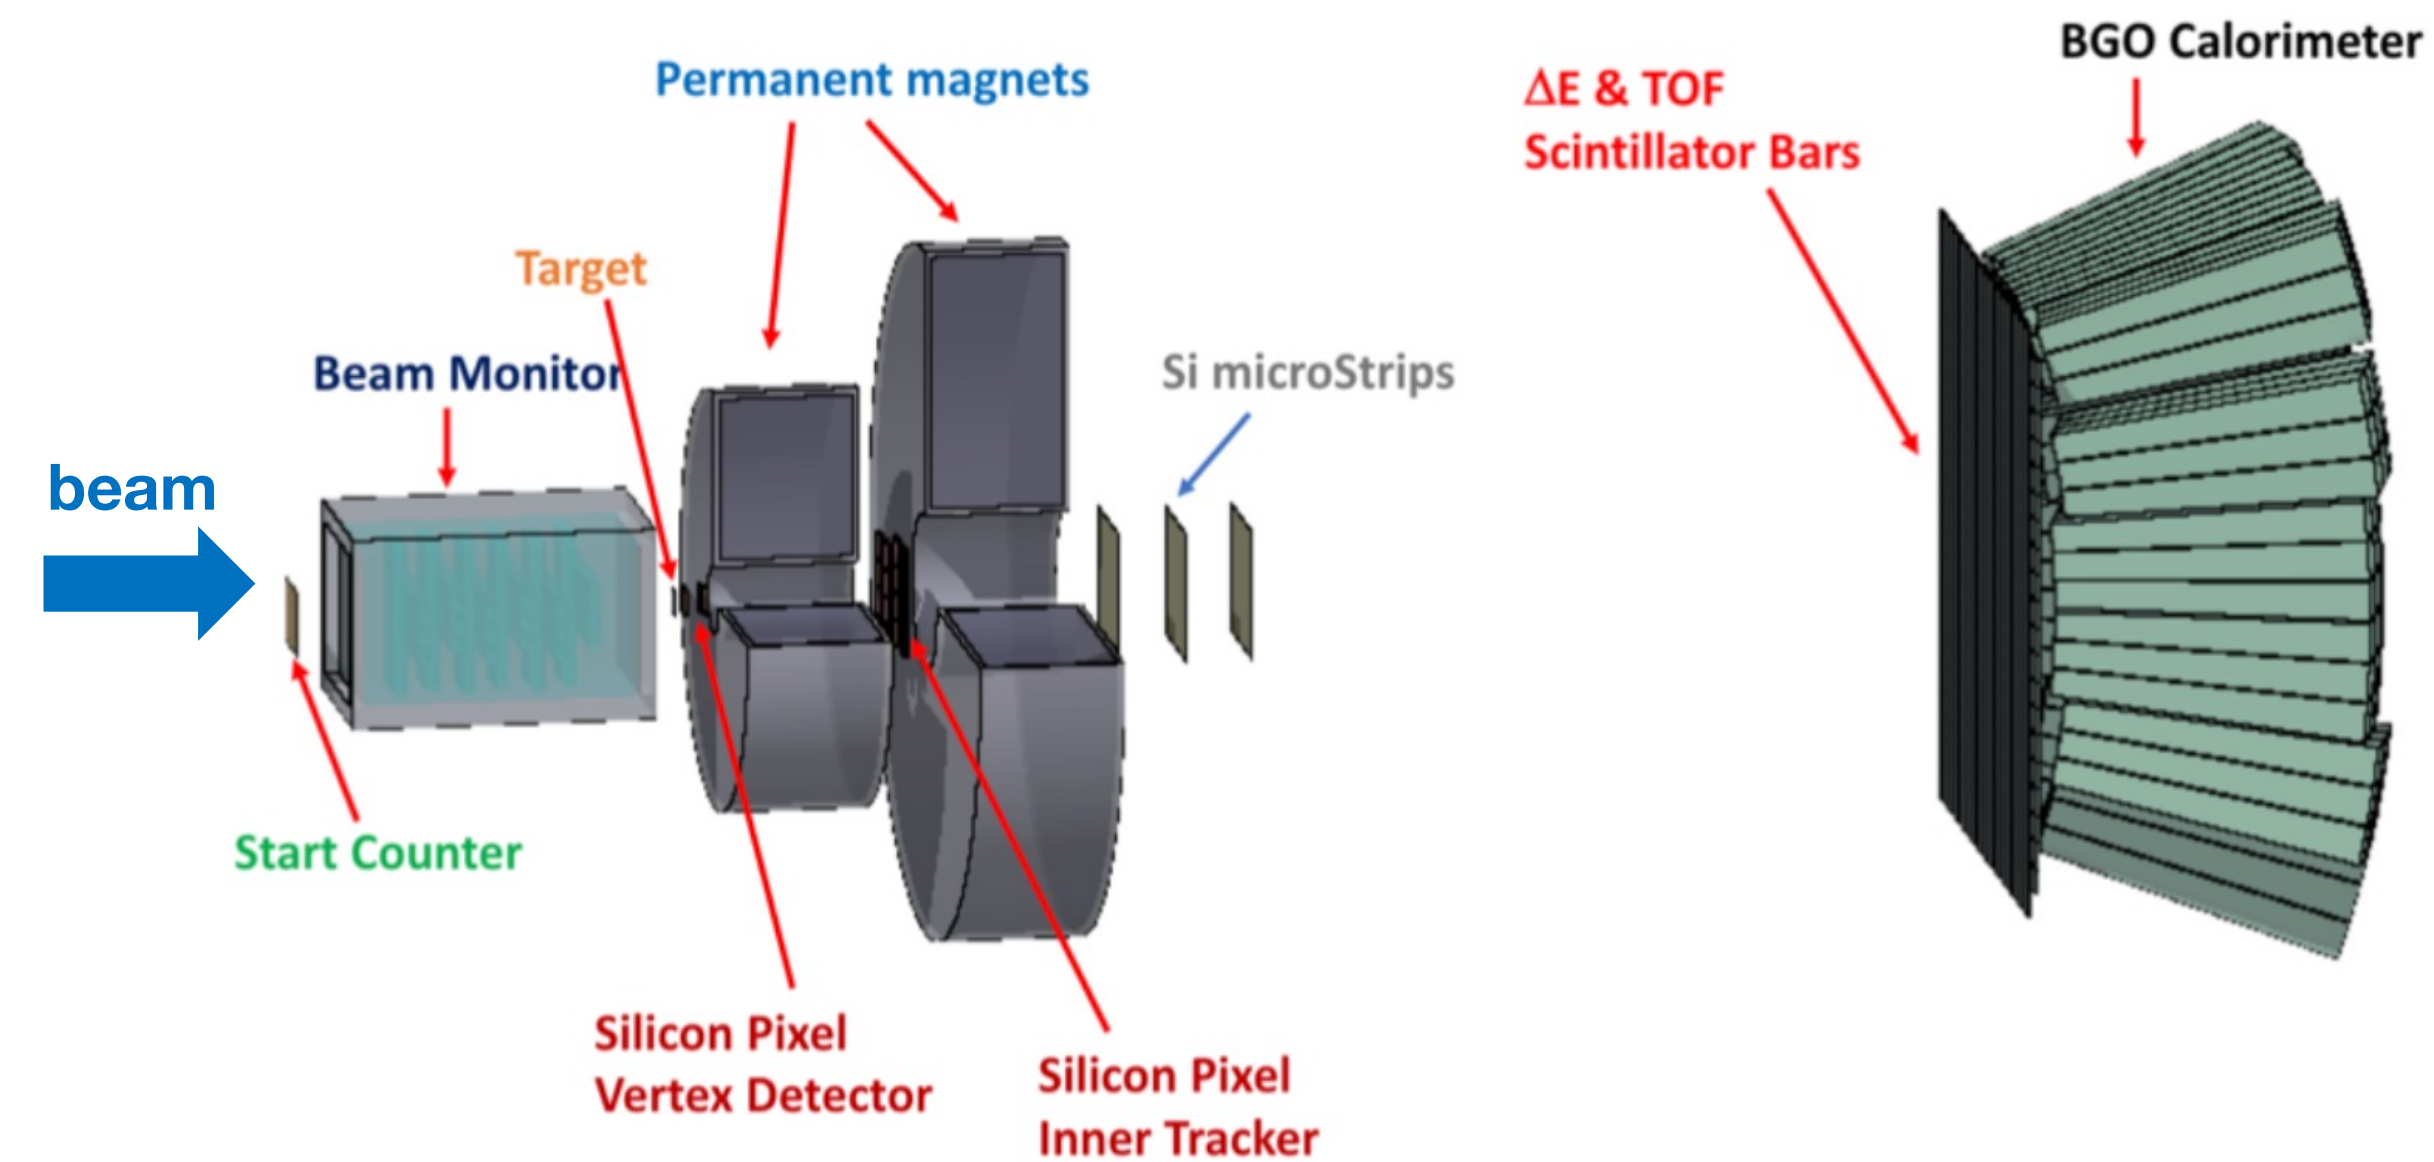 BGO Calorimeter
Permanent magnets
ΔE & TOF
Scintillator Bars
Target
Beam Monitor
Si microStrips
beam
Start Counter
Silicon Pixel
Vertex Detector
Silicon Pixel
Inner Tracker